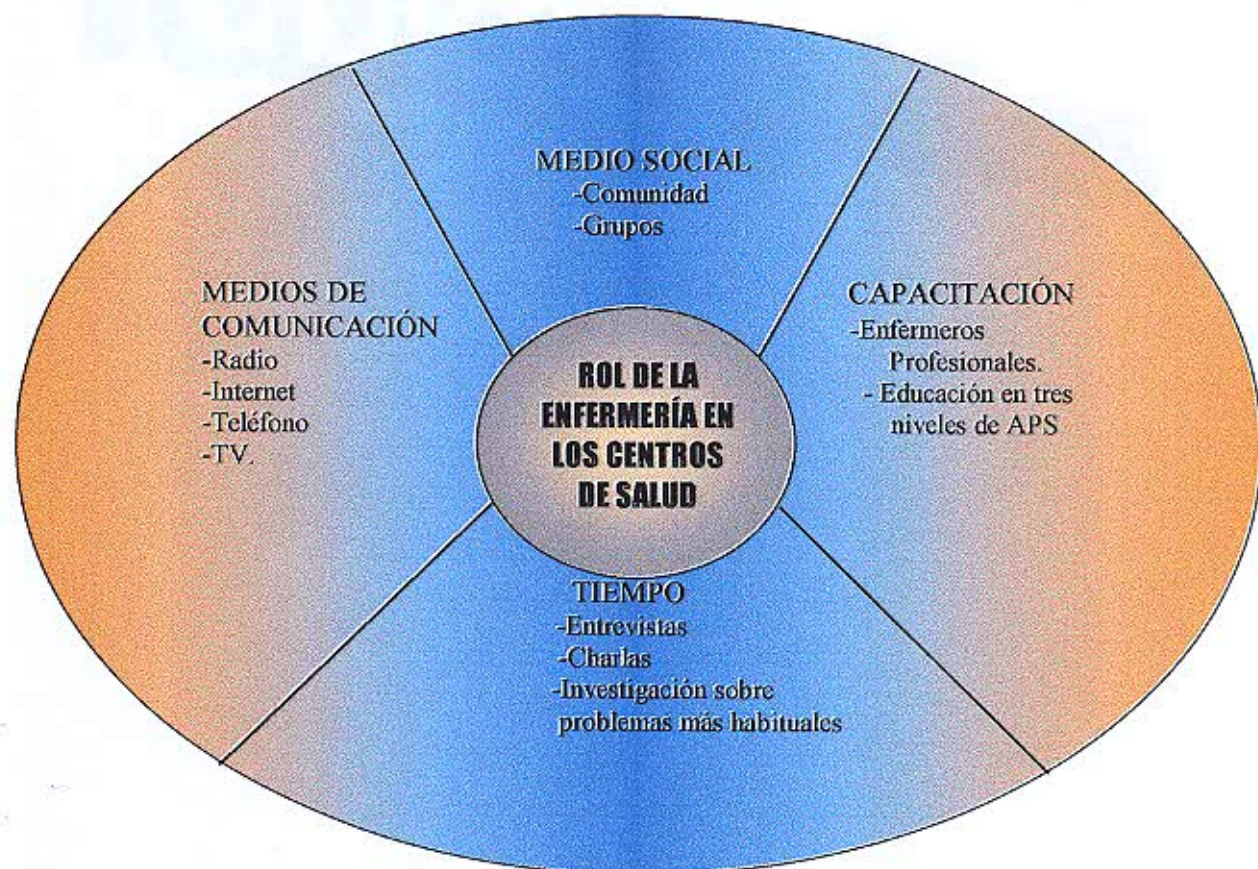 MEDIO SOCIAL
-Comunidad
-Grupos
MEDIOS DE
COMUNICACIÓN
-Radio
-Internet
-Teléfono
-TV.
CAPACITACIÓN
-Enfermeros
Profesionales.
- Educación en tres
niveles de APS
ROL DE LA
ENFERMERÍA EN
LOS CENTROS
DE SALUD
TIEMPO
-Entrevistas
-Charlas
-Investigación sobre
problemas más habituales